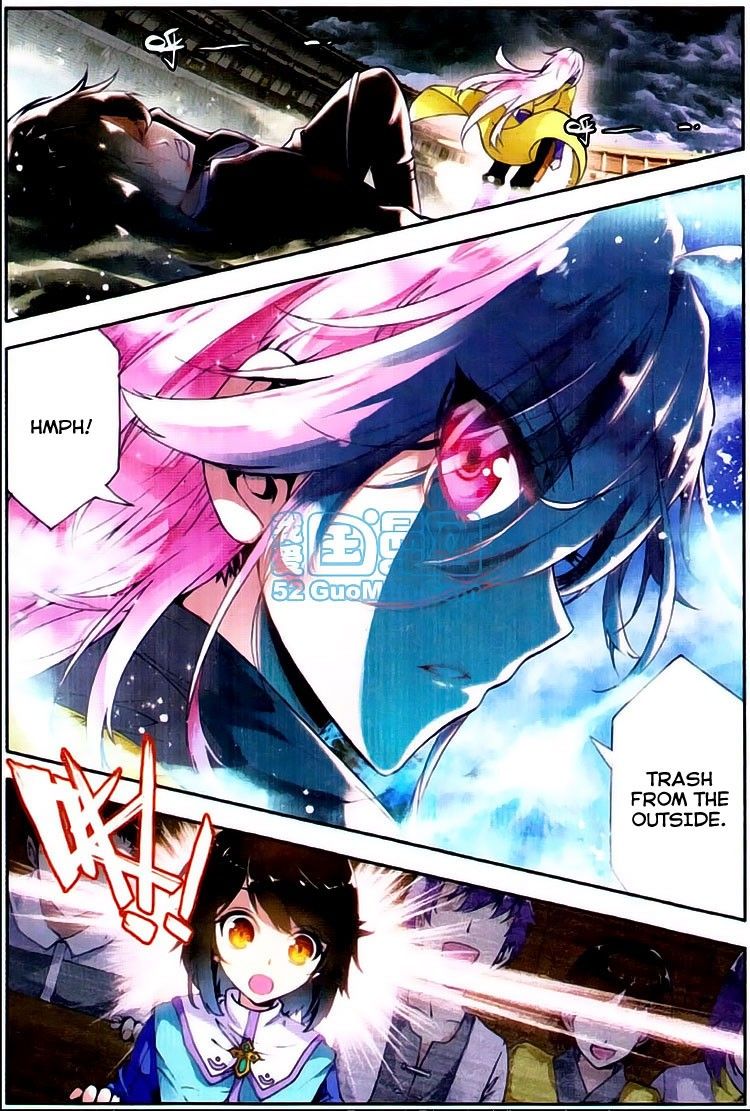 呼
呼
HMPH!
52 GuoM
TRASH
FROM THE
OUTSIDE.